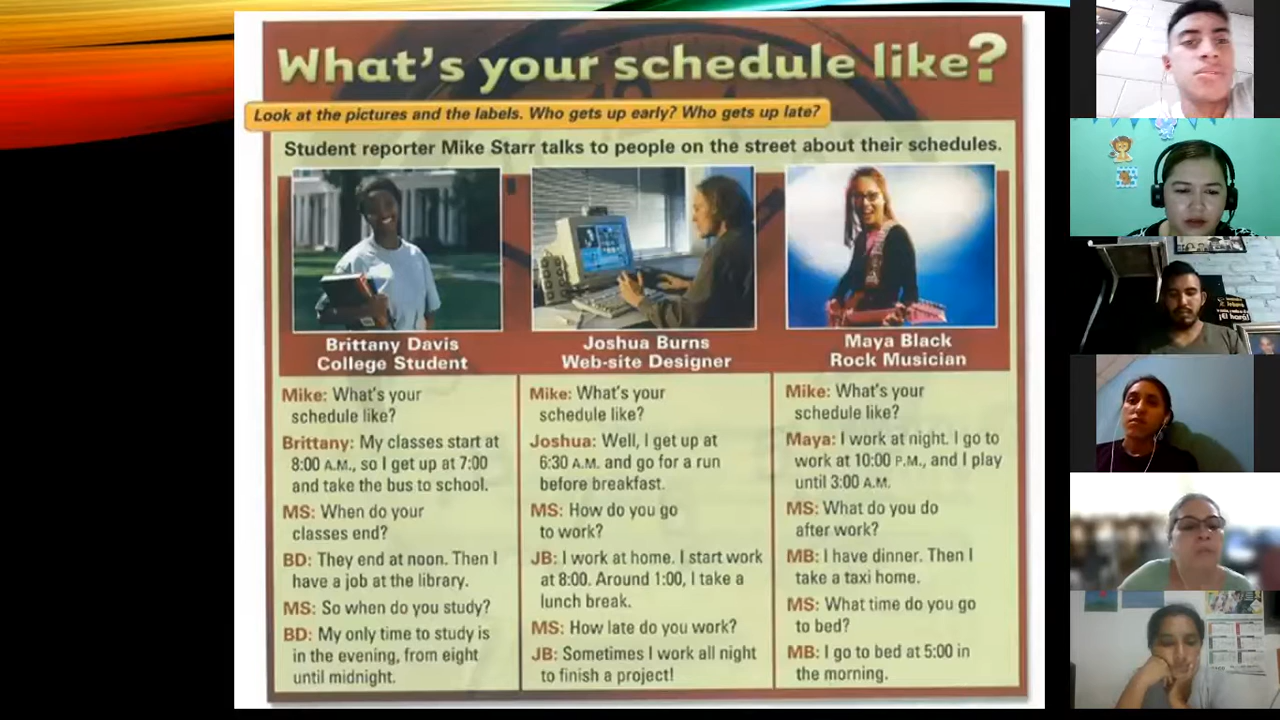 What's your schedule like?
Look at the pictures and the labels. Who gets up early? Who gets up late?
Student reporter Mike Starr talks to people on the street about their schedules.
Brittany Davis
College Student
Mike: What's your
schedule like?
Brittany: My classes start at
8:00 A.M., so I get up at 7:00
and take the bus to school.
MS: When do your
classes end?
BD: They end at noon. Then I
have a job at the library.
MS: So when do you study?
BD: My only time to study is
in the evening, from eight
until midnight.
Joshua Burns
Web-site Designer
Mike: What's your
schedule like?
Joshua: Well, I get up at
6:30 A.M. and go for a run
before breakfast.
MS: How do you go
to work?
JB: I work at home. I start work
at 8:00. Around 1:00, I take a
lunch break.
MS: How late do you work?
JB: Sometimes I work all night
to finish a project!
Maya Black
Rock Musician
Mike: What's your
schedule like?
Maya: I work at night. I go to
work at 10:00 P.M., and I play
until 3:00 A.M.
MS: What do you do
after work?
MB: I have dinner. Then I
take a taxi home.
MS: What time do you go
to bed?
MB: I go to bed at 5:00 in
the morning.
¡El hará!